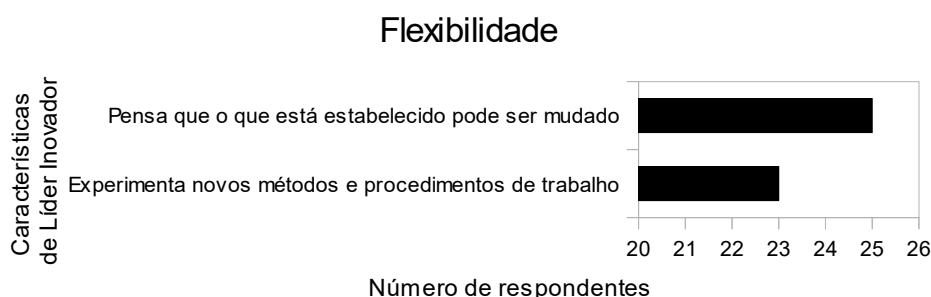 Flexibilidade
Características
de Líder Inovador
Pensa que o que está estabelecido pode ser mudado
Experimenta novos métodos e procedimentos de trabalho
20 21 22 23 24 25 26
Número de respondentes